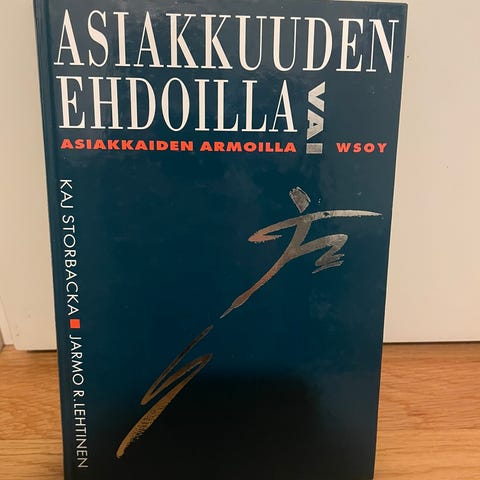 ASIAKKUUDEN
EHDOILLA
VAI
ASIAKKAIDEN ARMOILLA
WSOY
KAJ STORBACKA ■ JARMO R. LEHTINEN